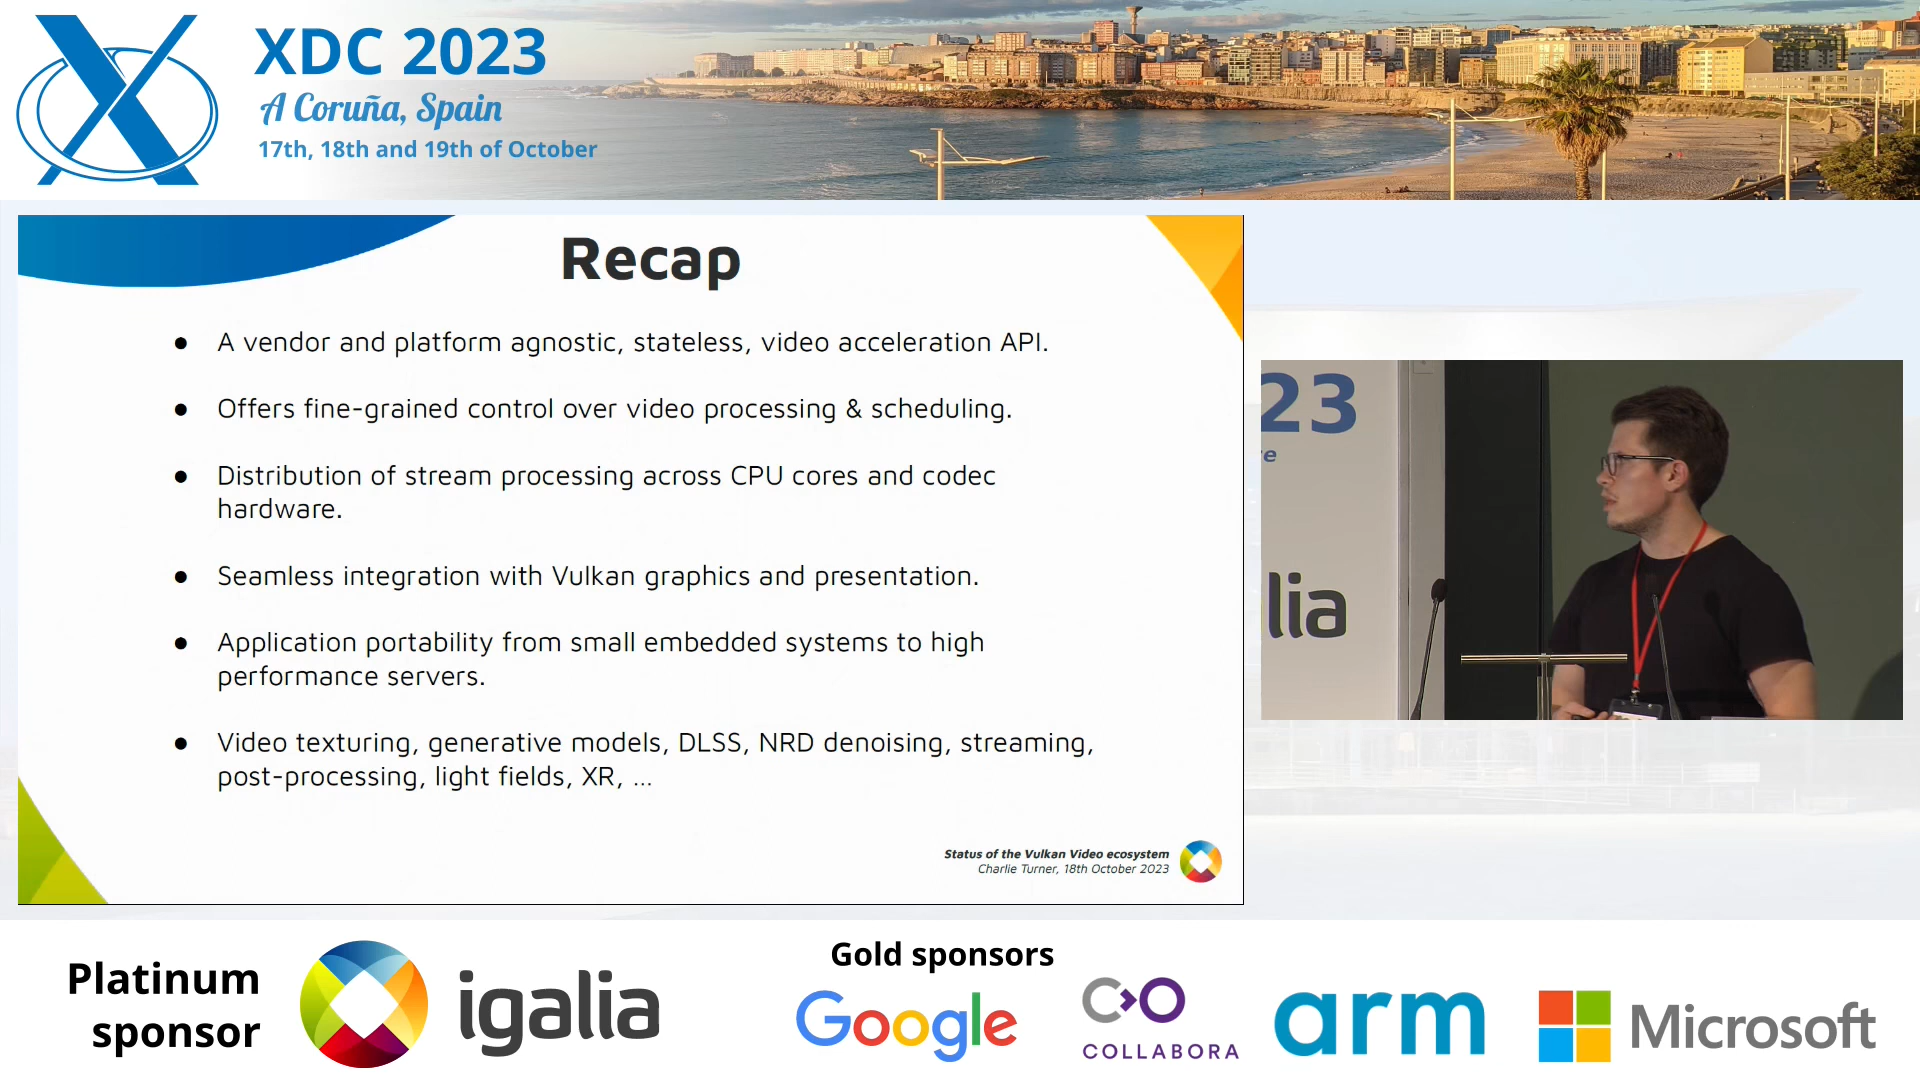 XDC 2023
A Coruña, Spain
17th, 18th and 19th of October
Recap
● A vendor and platform agnostic, stateless, video acceleration API.
● Offers fine-grained control over video processing & scheduling.
● Distribution of stream processing across CPU cores and codec
hardware.
● Seamless integration with Vulkan graphics and presentation.
● Application portability from small embedded systems to high
performance servers.
● Video texturing, generative models, DLSS, NRD denoising, streaming,
post-processing, light fields, XR, ...
Status of the Vulkan Video ecosystem
Charlie Turner, 18th October 2023
23
e
lia
Platinum
sponsor
igalia
Gold sponsors
Google
COLLABORA
arm
Microsoft